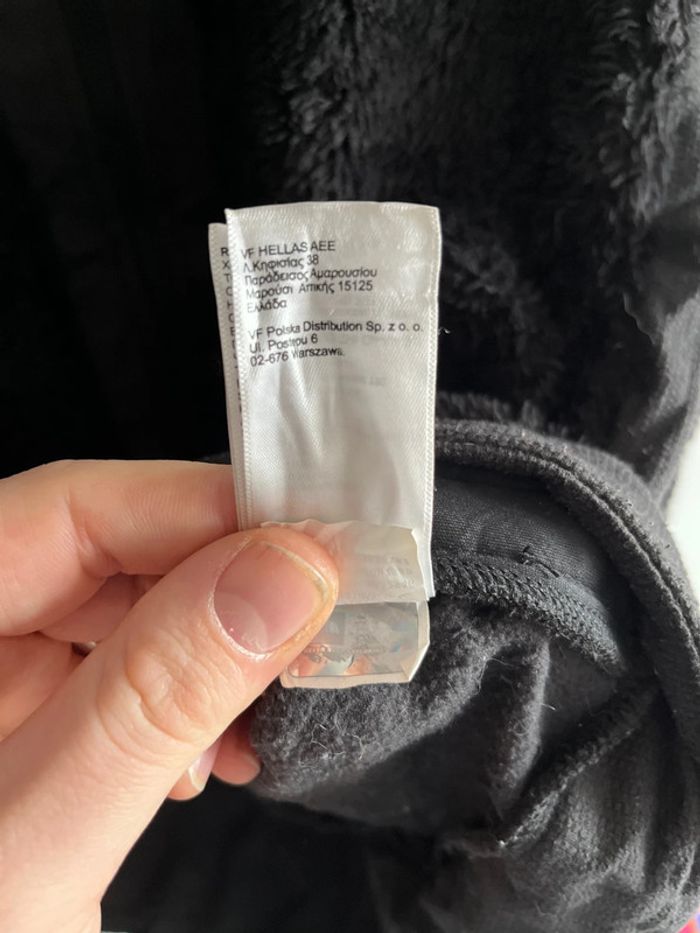 VF HELLAS AEE
Λ.Κηφισίας 38
Παράδεισος Αμαρουσίου
Μαρούσι Αττικής 15125
Ελλάδα
VF Polska Distribution Sp. z o. o.
Ul. Postępu 6
02-676 Warszawa.